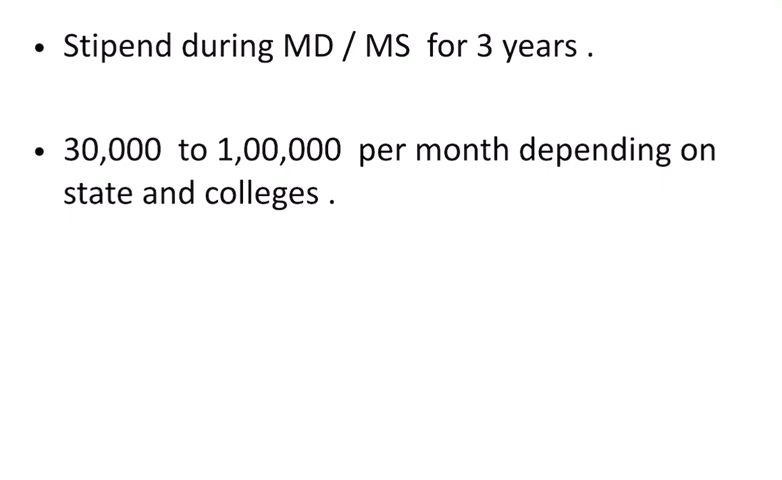 • Stipend during MD / MS  for 3 years .
• 30,000  to 1,00,000  per month depending on
state and colleges .